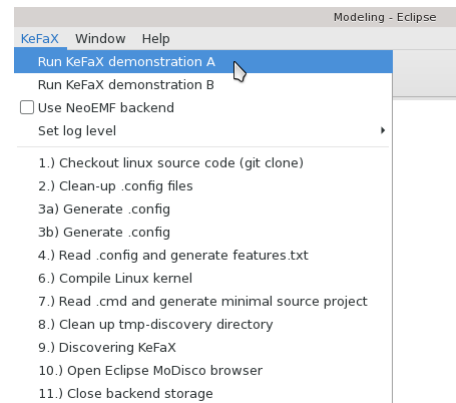 Modeling - Eclipse
KeFaX Window Help
Run KeFaX demonstration A
Run KeFaX demonstration B
Use NeoEMF backend
Set log level
1.) Checkout linux source code (git clone)
2.) Clean-up .config files
3a) Generate .config
3b) Generate .config
4.) Read .config and generate features.txt
6.) Compile Linux kernel
7.) Read .cmd and generate minimal source project
8.) Clean up tmp-discovery directory
9.) Discovering KeFaX
10.) Open Eclipse MoDisco browser
11.) Close backend storage